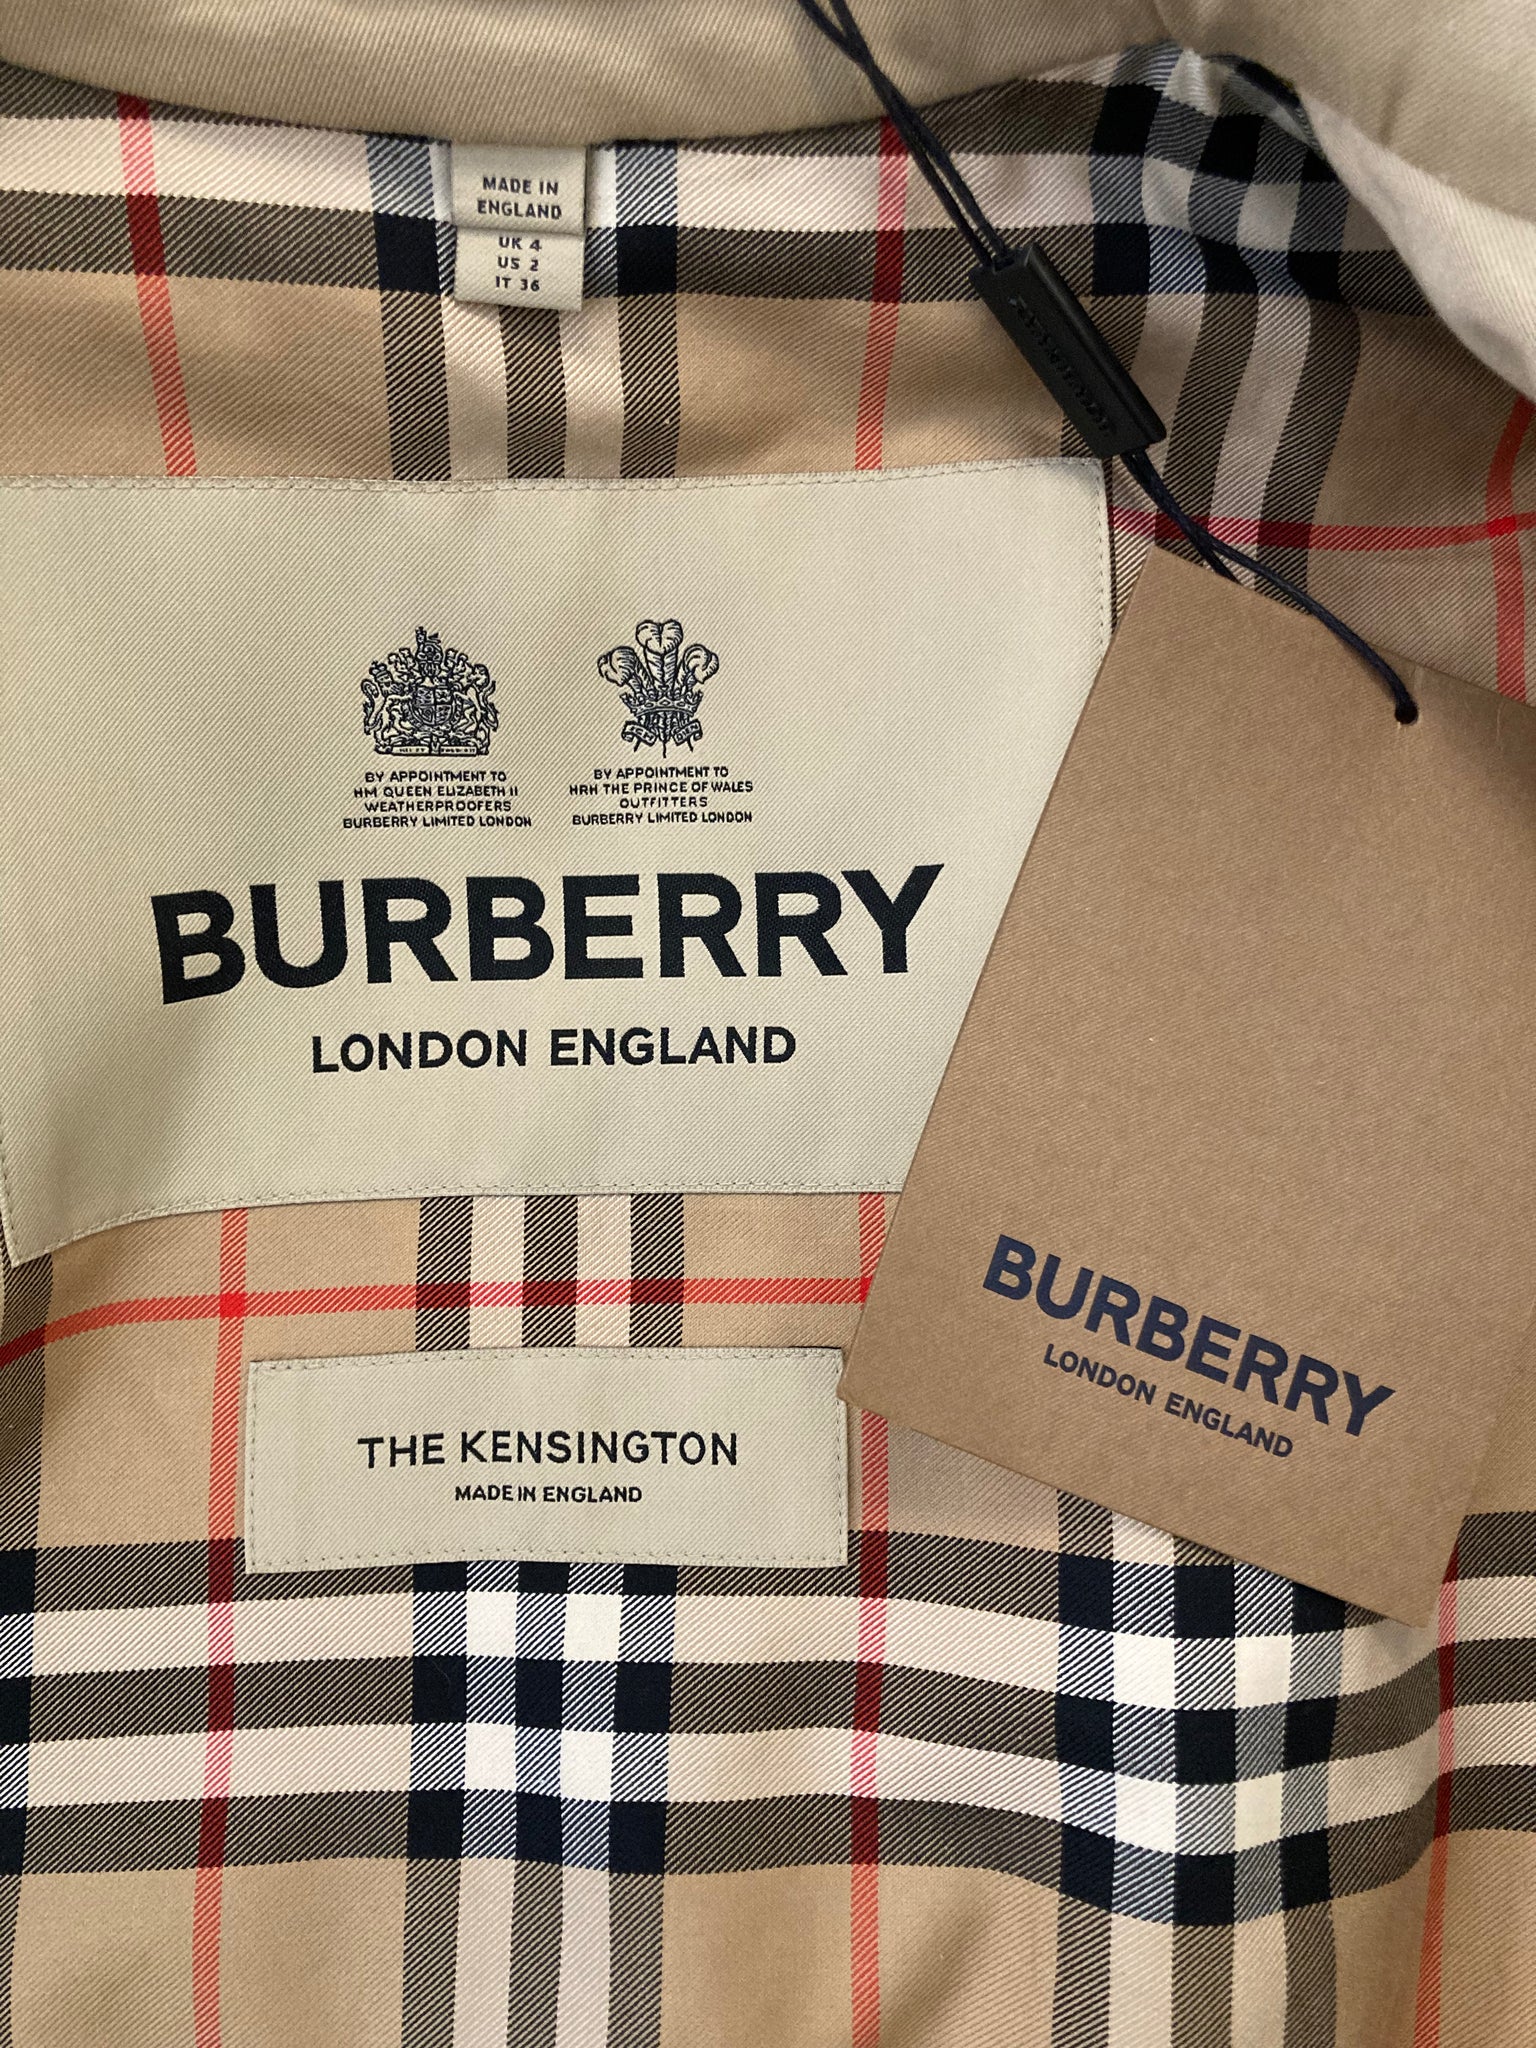 MADE IN
ENGLAND
UK 4
US 2
IT 36
BY APPOINTMENT TO
HM QUEEN ELIZABETH II
WEATHERPROOFERS
BURBERRY LIMITED LONDON
BY APPOINTMENT TO
HRH THE PRINCE OF WALES
OUTFITTERS
BURBERRY LIMITED LONDON
BURBERRY
LONDON ENGLAND
THE KENSINGTON
MADE IN ENGLAND
BURBERRY
LONDON ENGLAND